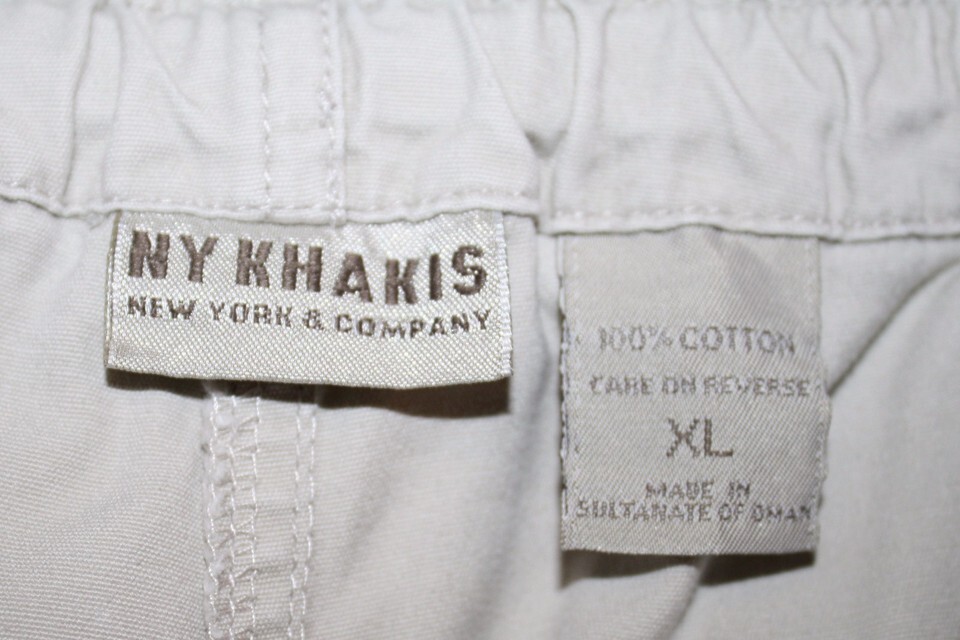 NY KHAKIS
NEW YORK & COMPANY
100% COTTON
CARE ON REVERSE
XL
MADE IN
SULTANATE OF OMAN